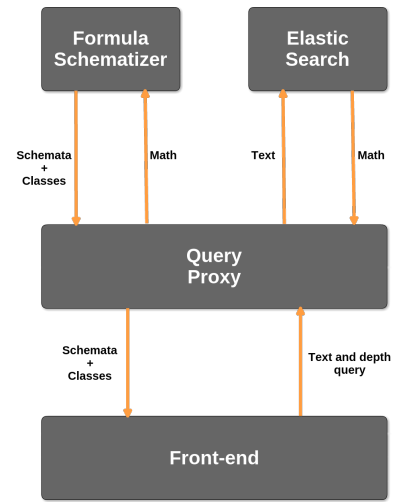 Formula
Schematizer
Elastic
Search
Schemata
+
Classes
Math
Text
Math
Query
Proxy
Schemata
+
Classes
Text and depth
query
Front-end